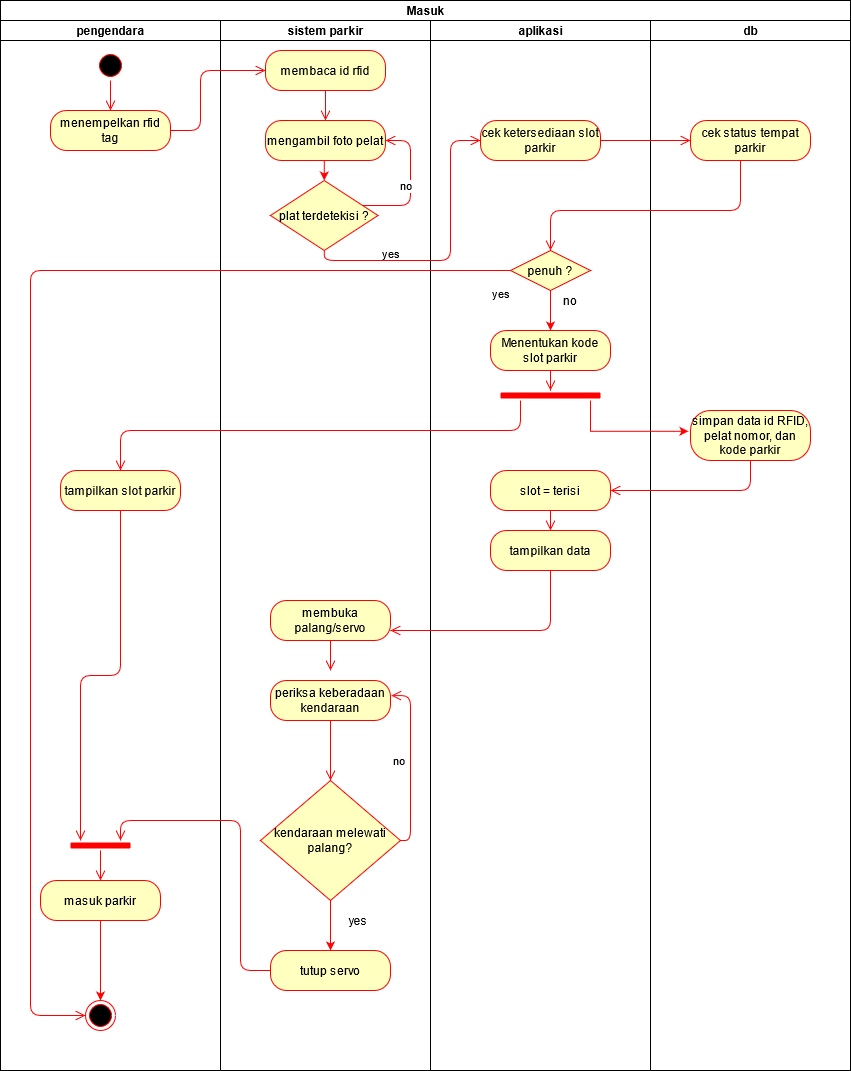 Masuk
pengendara
sistem parkir
aplikasi
db
membaca id rfid
menempelkan rfid
tag
mengambil foto pelat
cek ketersediaan slot
parkir
cek status tempat
parkir
no
plat terdetekisi ?
yes
penuh ?
yes
no
Menentukan kode
slot parkir
simpan data id RFID,
pelat nomor, dan
kode parkir
tampilkan slot parkir
slot = terisi
tampilkan data
membuka
palang/servo
periksa keberadaan
kendaraan
no
kendaraan melewati
palang?
masuk parkir
yes
tutup servo